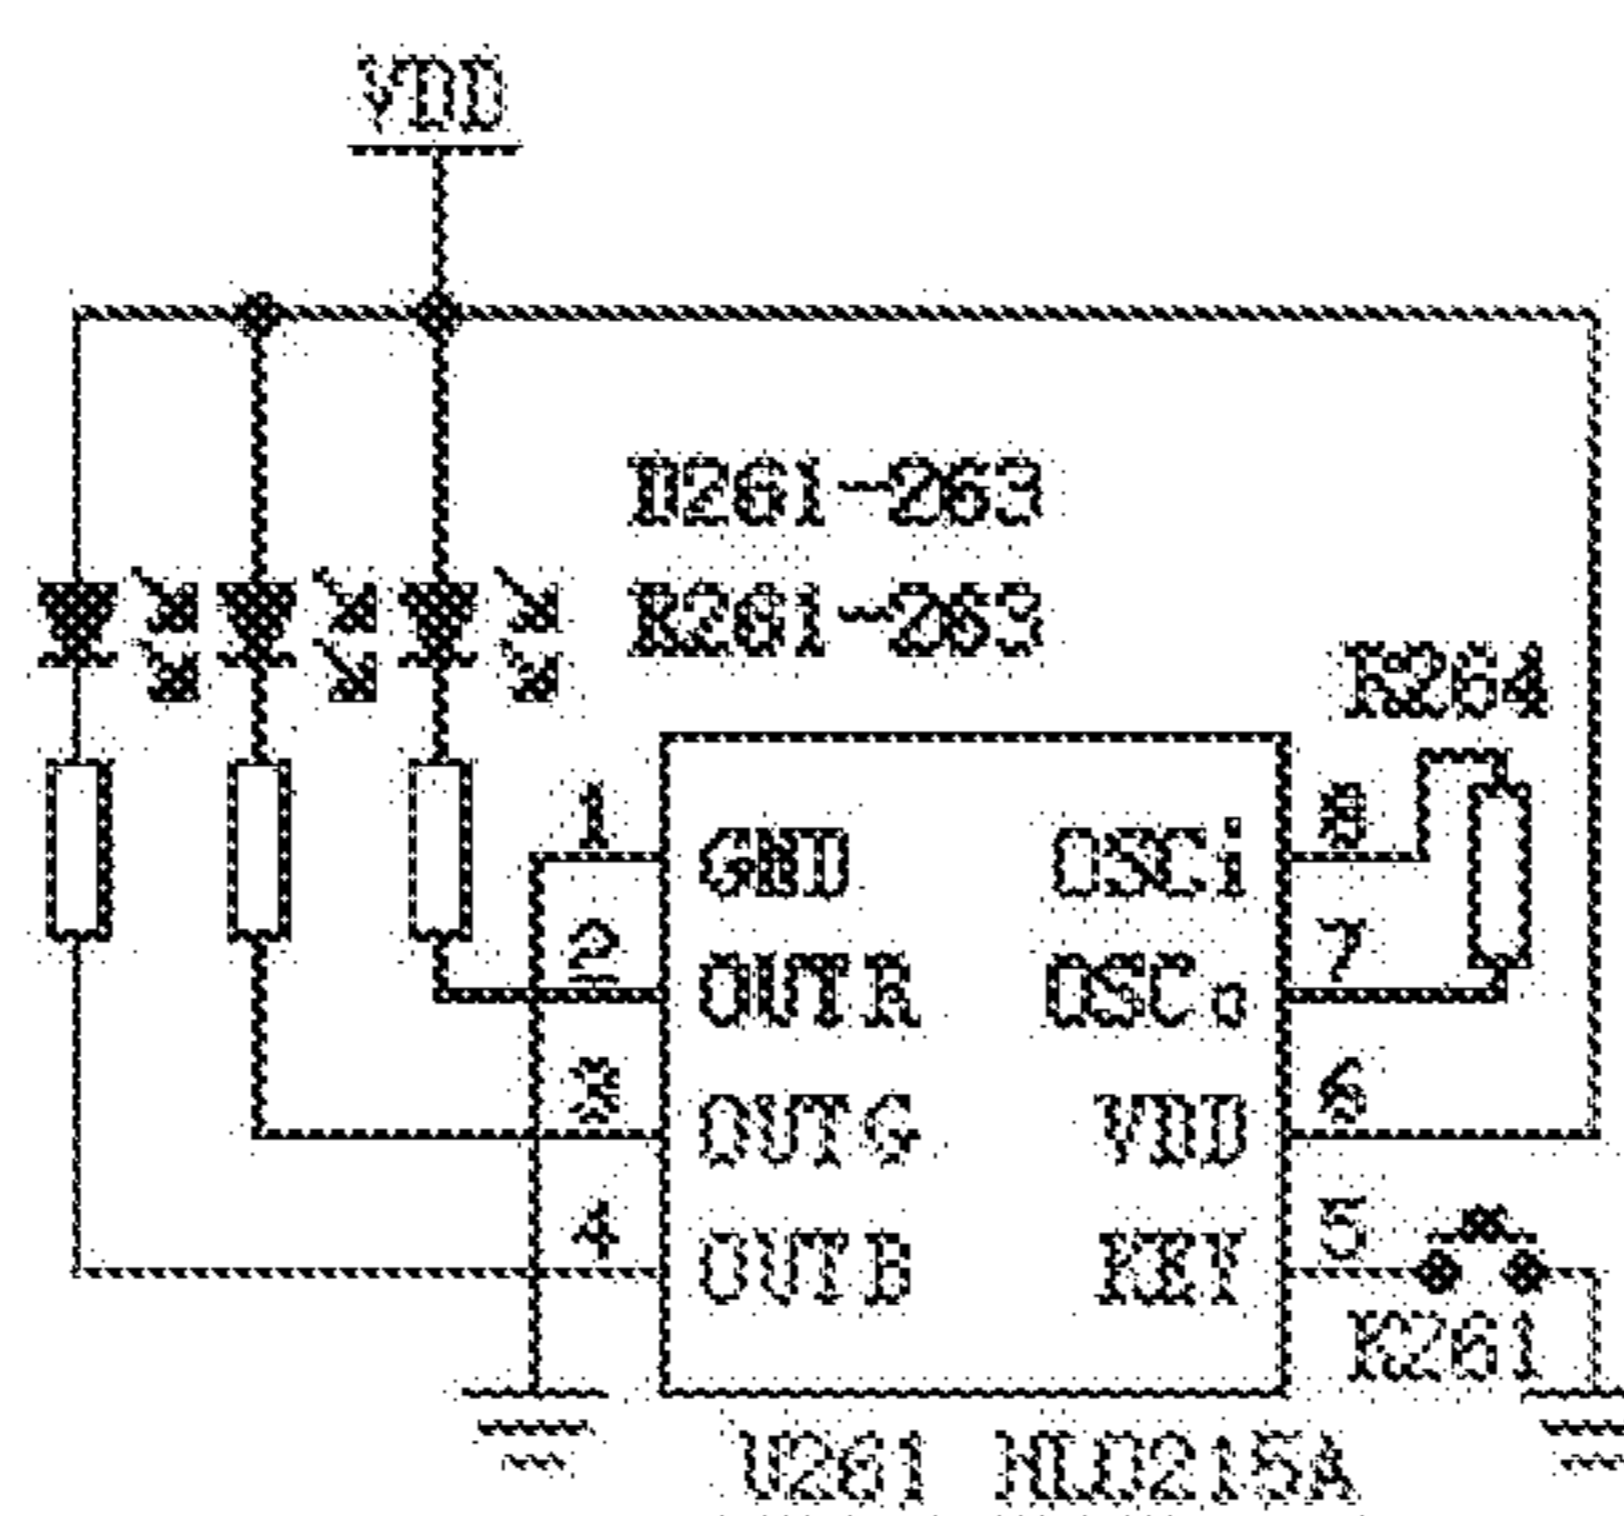 VDD
D261-263
R261-263
R264
1 GND OSCi 8
2 OUTR OSCo 7
3 OUTG VDD 6
4 OUTB KEY 5
K261
U261 HL0215A